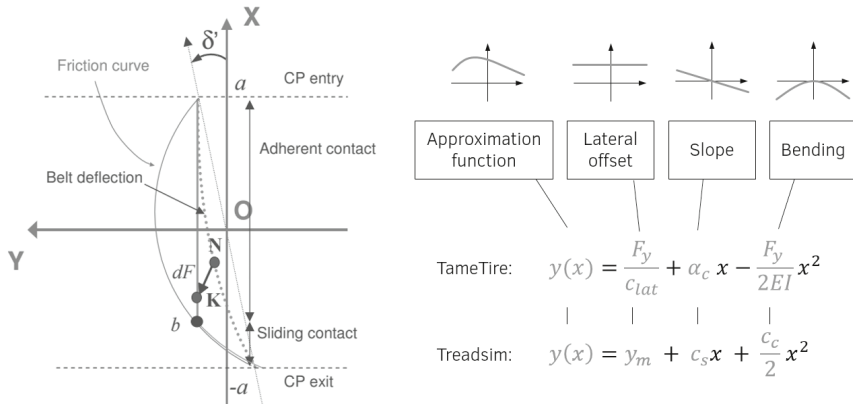 X
δ'
Friction curve
a
CP entry
Adherent contact
Belt deflection
O
Y
N
dF
K
b
Sliding contact
CP exit
-a
Approximation function
Lateral offset
Slope
Bending
TameTire: y(x) = F_y/c_lat + α_c x − F_y/2EI x²
Treadsim: y(x) = y_m + c_s x + c_c/2 x²